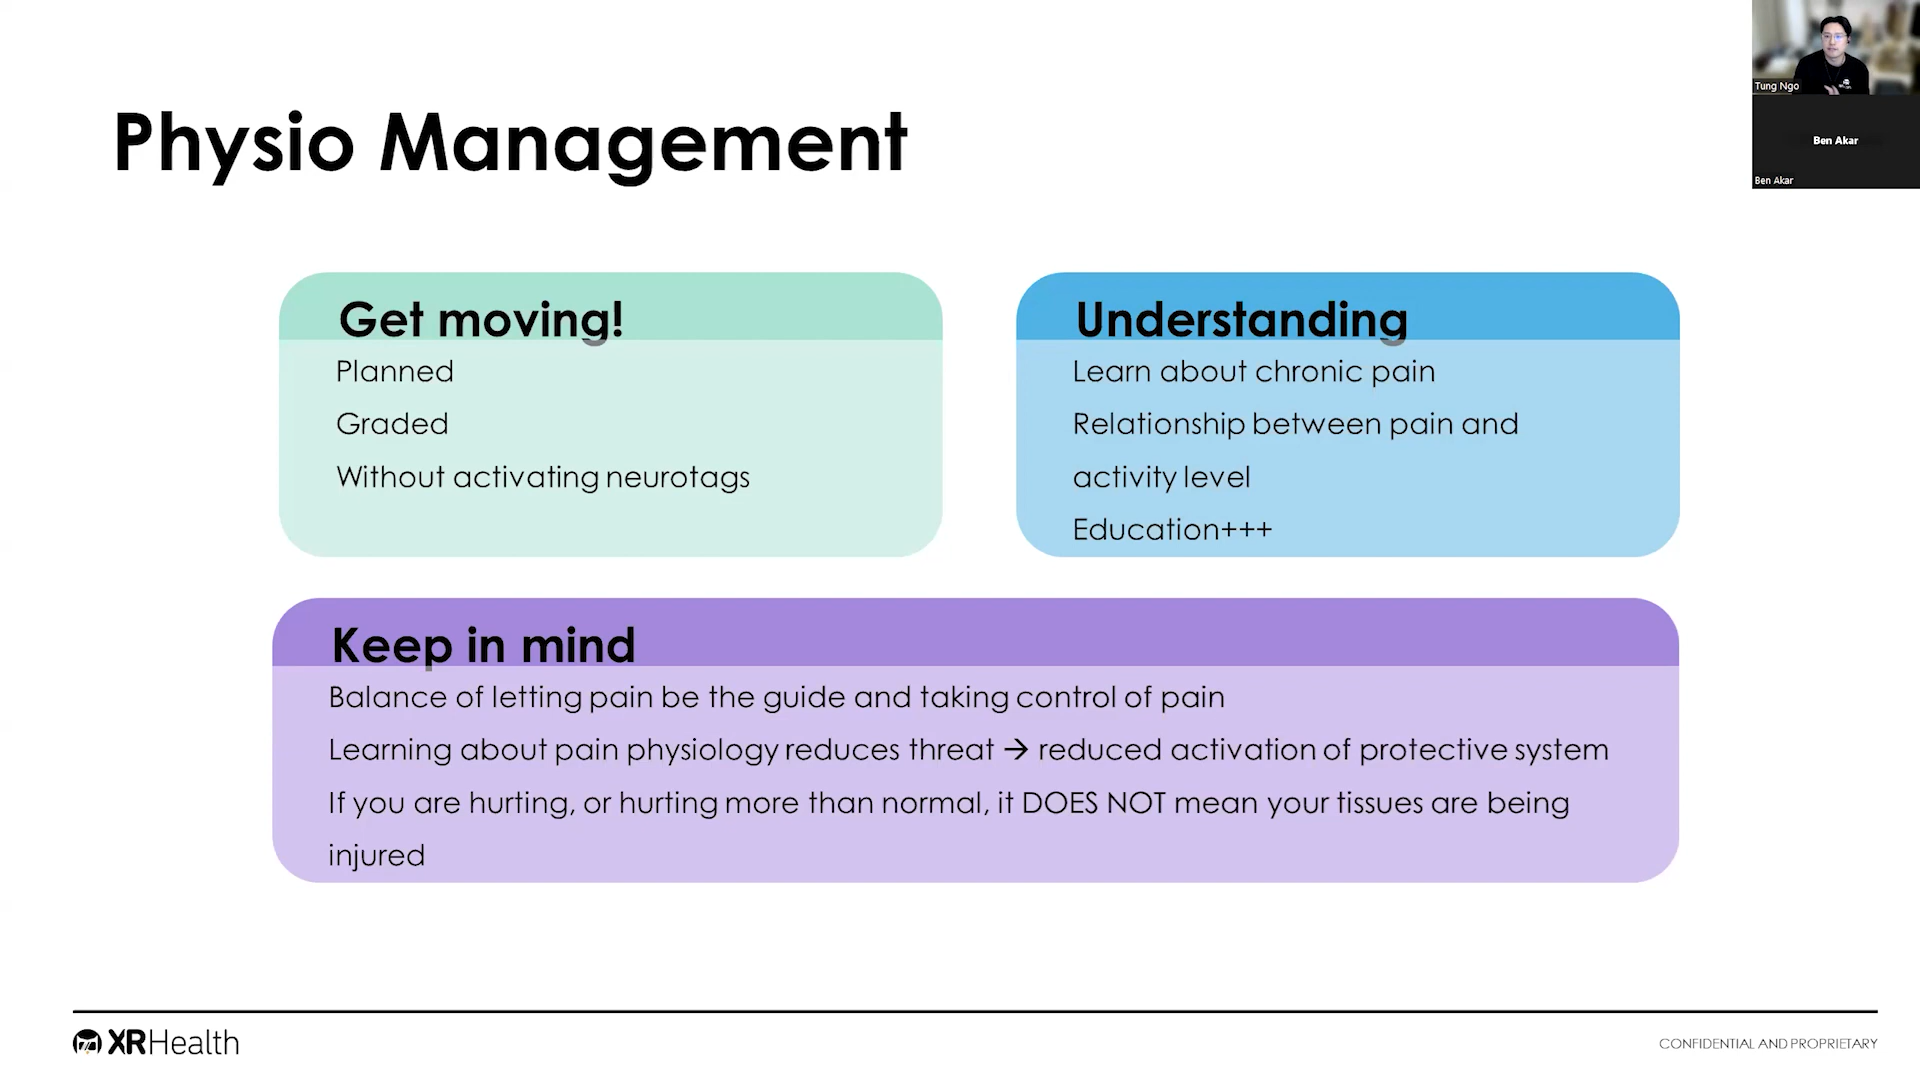 Physio Management
Tung Ngo
Ben Akar
Ben Akar
Get moving!
Planned
Graded
Without activating neurotags
Understanding
Learn about chronic pain
Relationship between pain and
activity level
Education+++
Keep in mind
Balance of letting pain be the guide and taking control of pain
Learning about pain physiology reduces threat → reduced activation of protective system
If you are hurting, or hurting more than normal, it DOES NOT mean your tissues are being
injured
XRHealth
CONFIDENTIAL AND PROPRIETARY